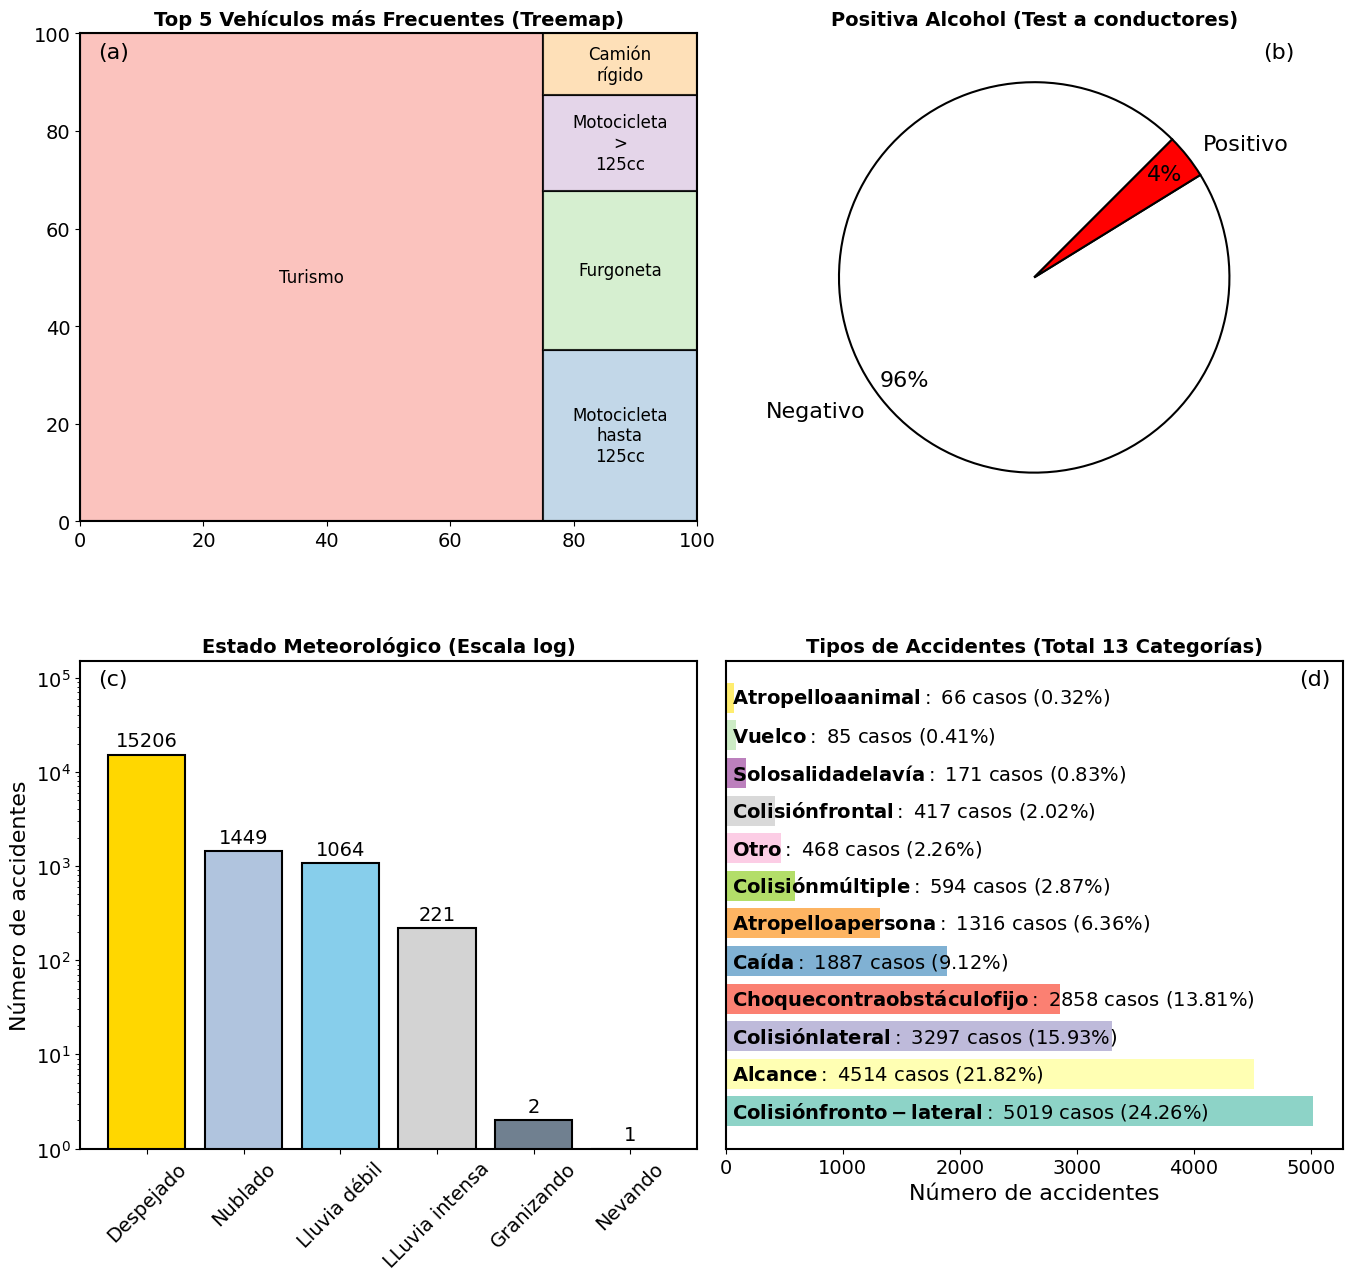 Top 5 Vehículos más Frecuentes (Treemap)
(a)
100
80
60
40
20
0
0 20 40 60 80 100
Turismo
Camión
rígido
Motocicleta
>
125cc
Furgoneta
Motocicleta
hasta
125cc
Positiva Alcohol (Test a conductores)
(b)
Positivo
4%
96%
Negativo
Estado Meteorológico (Escala log)
(c)
Número de accidentes
10^5
10^4
10^3
10^2
10^1
10^0
15206
1449
1064
221
2
1
Despejado
Nublado
Lluvia débil
LLuvia intensa
Granizando
Nevando
Tipos de Accidentes (Total 13 Categorías)
(d)
Atropelloaanimal: 66 casos (0.32%)
Vuelco: 85 casos (0.41%)
Solosalidadelavía: 171 casos (0.83%)
Colisiónfrontal: 417 casos (2.02%)
Otro: 468 casos (2.26%)
Colisiónmúltiple: 594 casos (2.87%)
Atropelloapersona: 1316 casos (6.36%)
Caída: 1887 casos (9.12%)
Choquecontraobstáculofijo: 2858 casos (13.81%)
Colisiónlateral: 3297 casos (15.93%)
Alcance: 4514 casos (21.82%)
Colisiónfronto−lateral: 5019 casos (24.26%)
0 1000 2000 3000 4000 5000
Número de accidentes